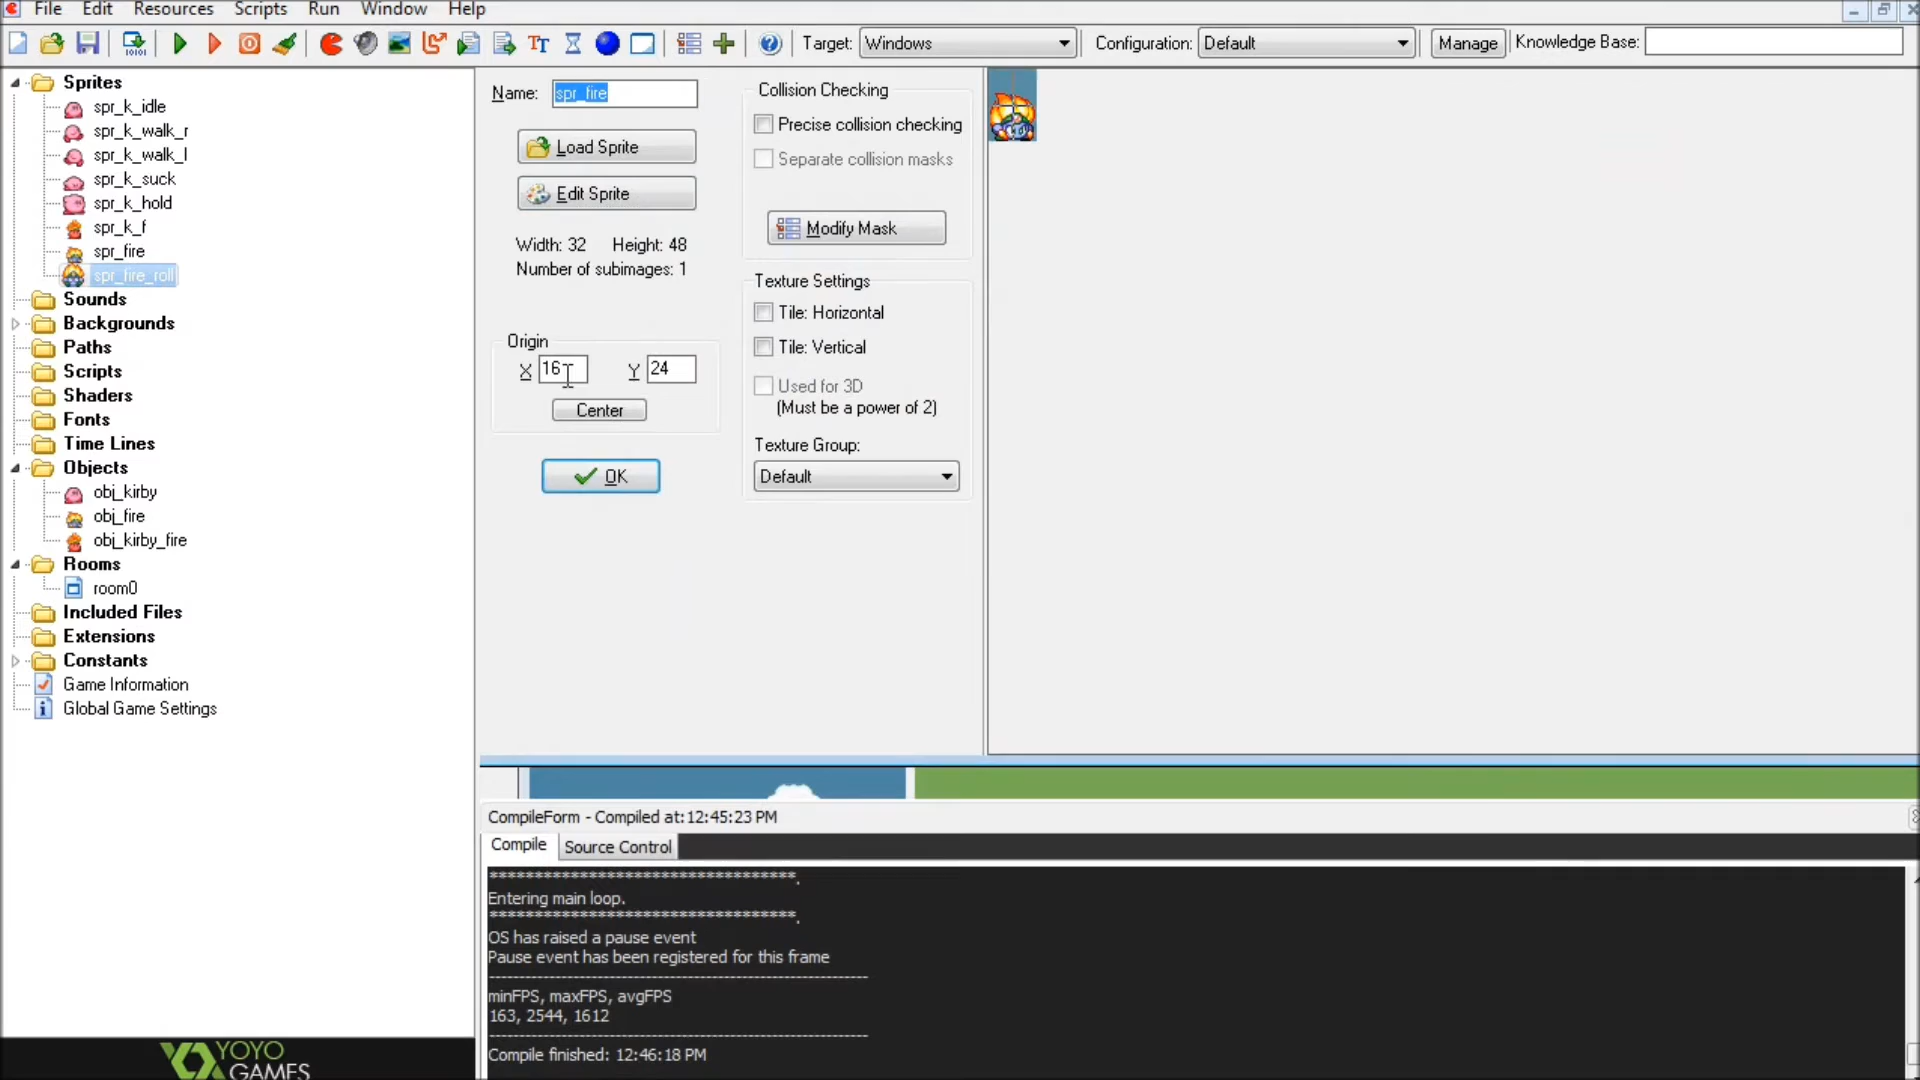 File Edit Resources Scripts Run Window Help
Target: Windows Configuration: Default Manage Knowledge Base:
Sprites
spr_k_idle
spr_k_walk_r
spr_k_walk_l
spr_k_suck
spr_k_hold
spr_k_f
spr_fire
spr_fire_roll
Sounds
Backgrounds
Paths
Scripts
Shaders
Fonts
Time Lines
Objects
obj_kirby
obj_fire
obj_kirby_fire
Rooms
room0
Included Files
Extensions
Constants
Game Information
Global Game Settings
YOYO
GAMES
Name: spr_fire
Load Sprite
Edit Sprite
Width: 32 Height: 48
Number of subimages: 1
Origin
X 16 Y 24
Center
OK
Collision Checking
Precise collision checking
Separate collision masks
Modify Mask
Texture Settings
Tile: Horizontal
Tile: Vertical
Used for 3D
(Must be a power of 2)
Texture Group:
Default
CompileForm - Compiled at:12:45:23 PM
Compile Source Control
***********************************.
Entering main loop.
***********************************.
OS has raised a pause event
Pause event has been registered for this frame
minFPS, maxFPS, avgFPS
163, 2544, 1612
Compile finished: 12:46:18 PM